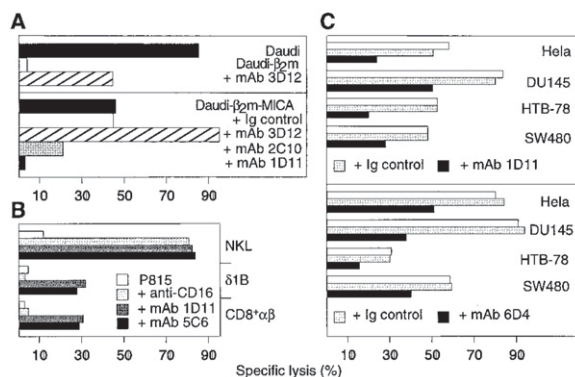 A
Daudi
Daudi-β2m
+ mAb 3D12
Daudi-β2m-MICA
+ Ig control
+ mAb 3D12
+ mAb 2C10
+ mAb 1D11
10 30 50 70 90
B
NKL
δ1B
CD8+αβ
P815
+ anti-CD16
+ mAb 1D11
+ mAb 5C6
10 30 50 70 90
C
Hela
DU145
HTB-78
SW480
+ Ig control + mAb 1D11
Hela
DU145
HTB-78
SW480
+ Ig control + mAb 6D4
10 30 50 70 90
Specific lysis (%)